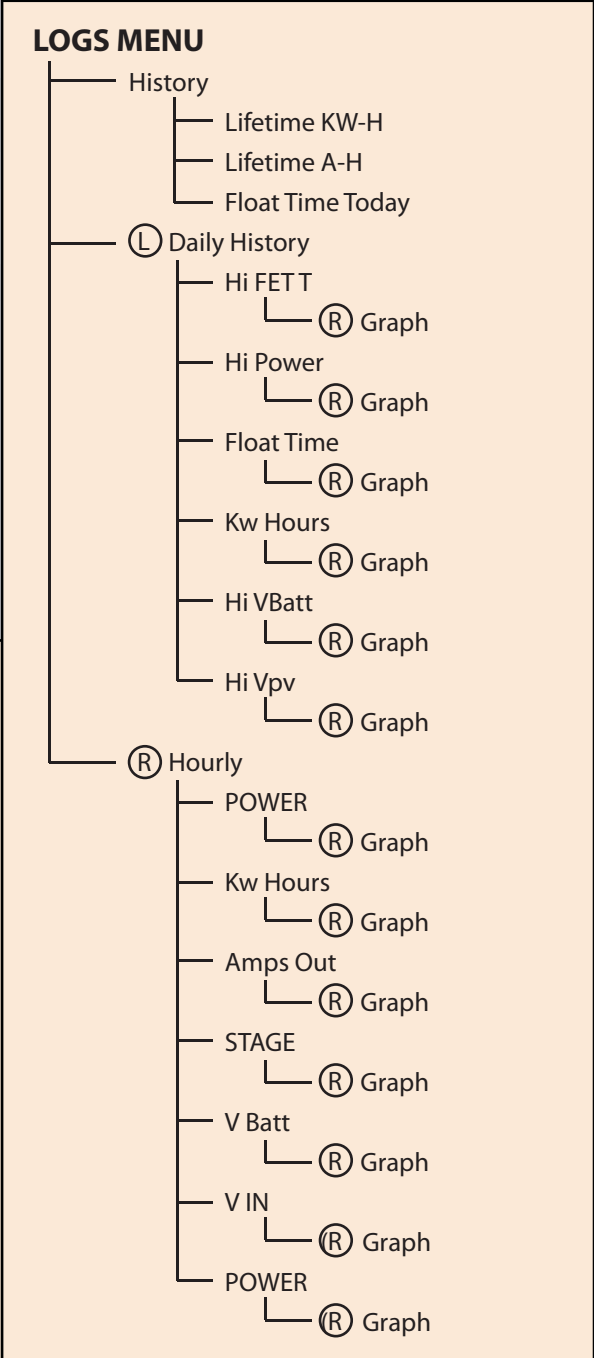 LOGS MENU
History
Lifetime KW-H
Lifetime A-H
Float Time Today
L Daily History
Hi FET T
R Graph
Hi Power
R Graph
Float Time
R Graph
Kw Hours
R Graph
Hi VBatt
R Graph
Hi Vpv
R Graph
R Hourly
POWER
R Graph
Kw Hours
R Graph
Amps Out
R Graph
STAGE
R Graph
V Batt
R Graph
V IN
(R Graph
POWER
(R Graph